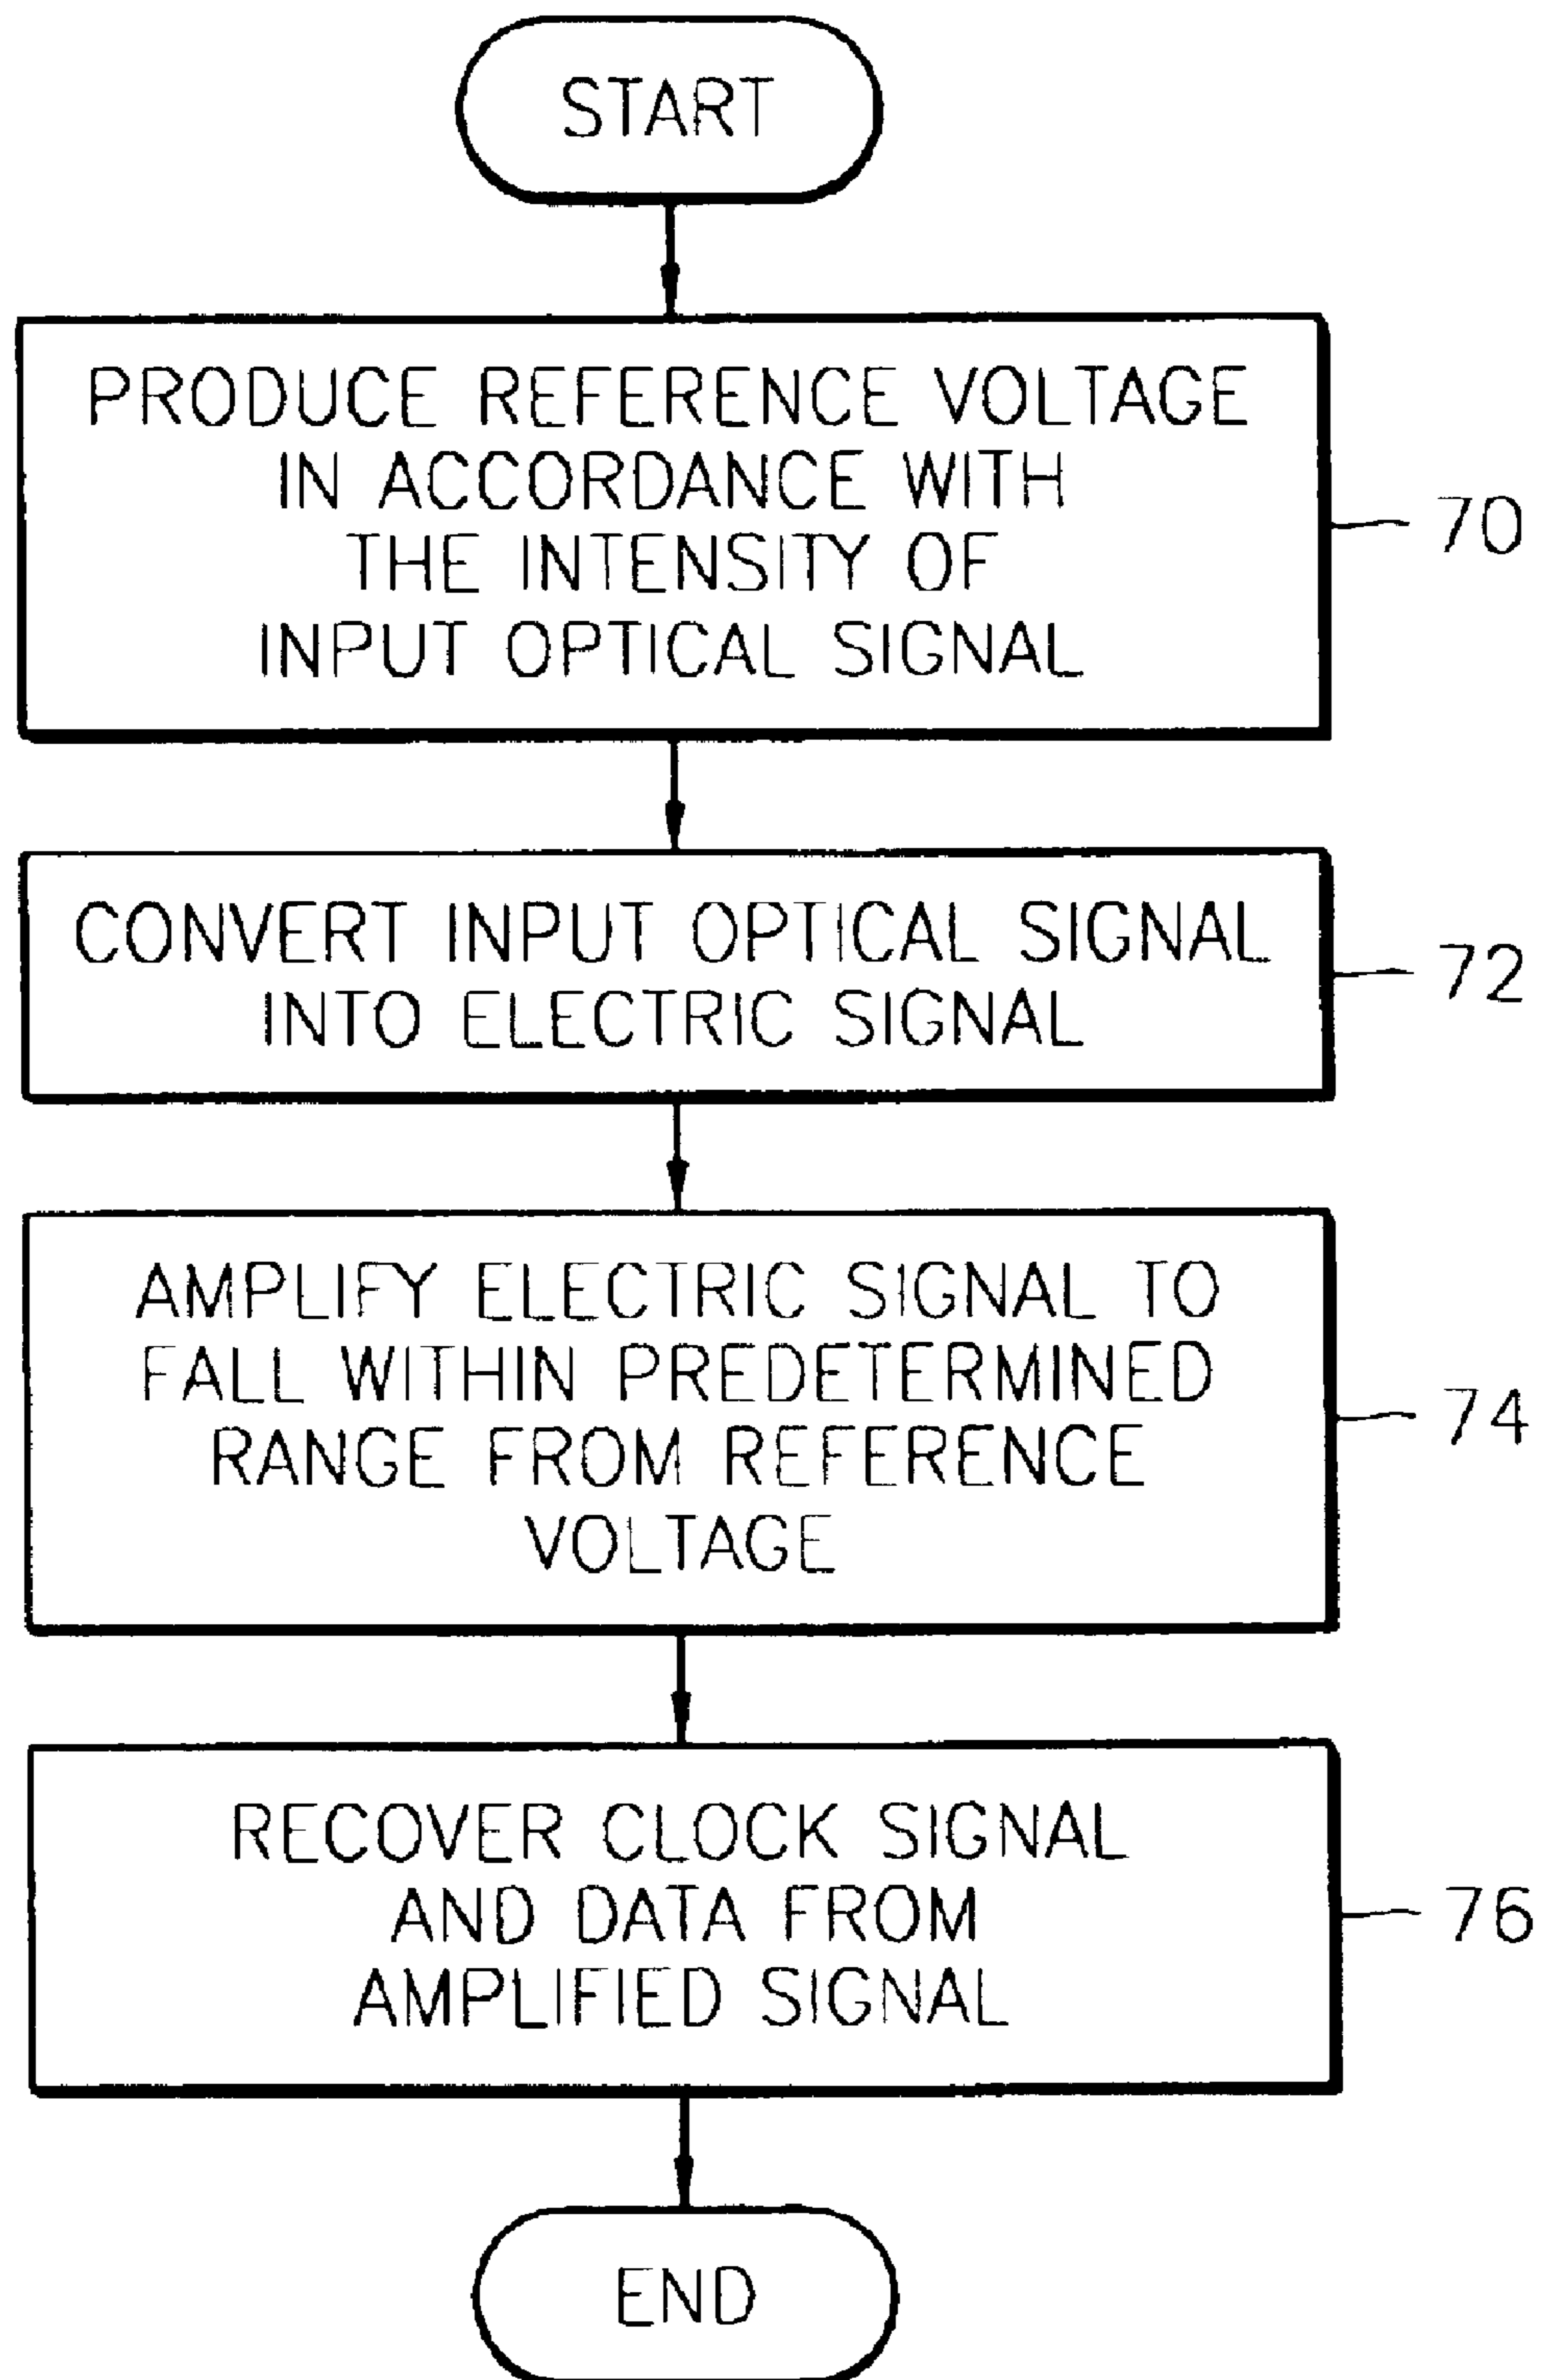 START
PRODUCE REFERENCE VOLTAGE
IN ACCORDANCE WITH
THE INTENSITY OF
INPUT OPTICAL SIGNAL
70
CONVERT INPUT OPTICAL SIGNAL
INTO ELECTRIC SIGNAL
72
AMPLIFY ELECTRIC SIGNAL TO
FALL WITHIN PREDETERMINED
RANGE FROM REFERENCE
VOLTAGE
74
RECOVER CLOCK SIGNAL
AND DATA FROM
AMPLIFIED SIGNAL
76
END